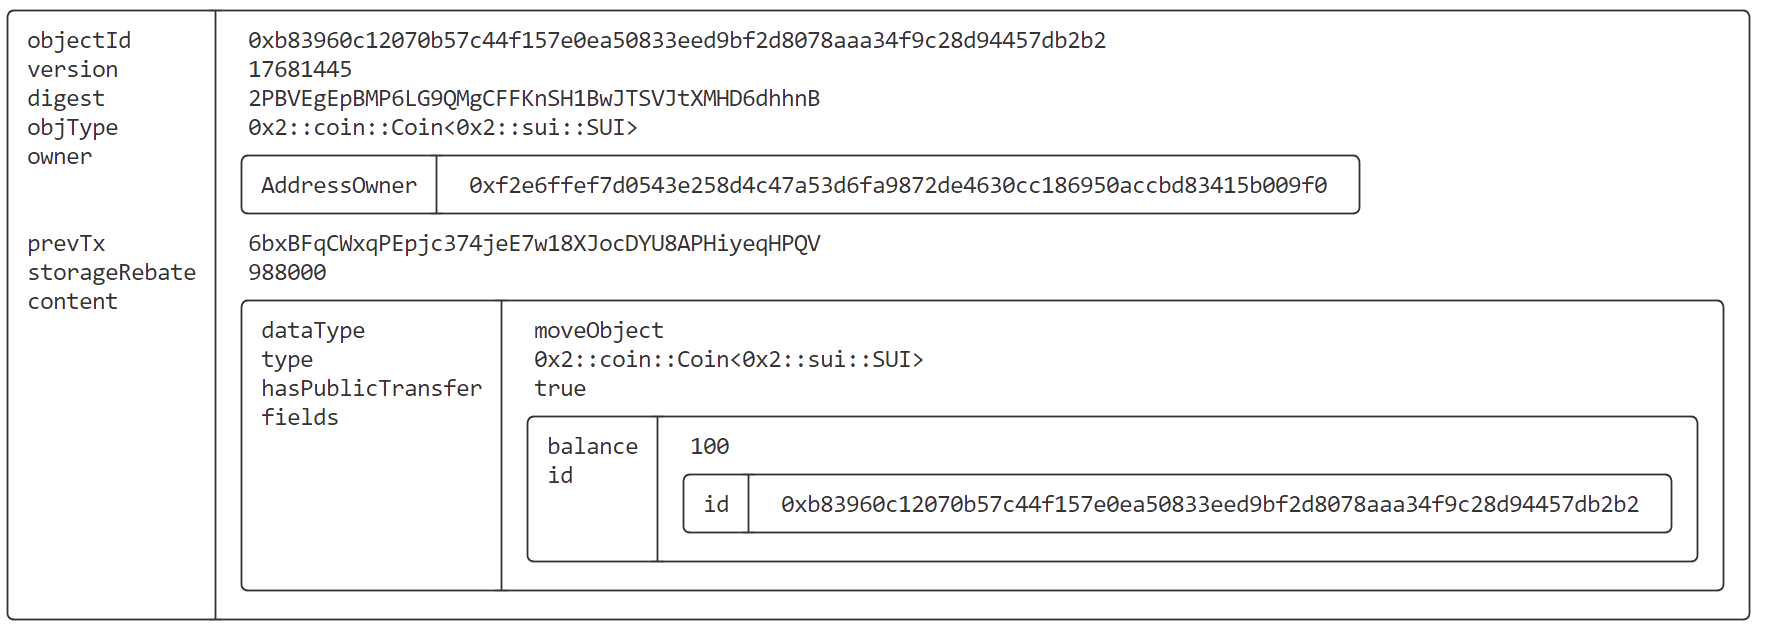 objectId 0xb83960c12070b57c44f157e0ea50833eed9bf2d8078aaa34f9c28d94457db2b2
version 17681445
digest 2PBVEgEpBMP6LG9QMgCFFKnSH1BwJTSVJtXMHD6dhhnB
objType 0x2::coin::Coin<0x2::sui::SUI>
owner
AddressOwner 0xf2e6ffef7d0543e258d4c47a53d6fa9872de4630cc186950accbd83415b009f0
prevTx 6bxBFqCWxqPEpjc374jeE7w18XJocDYU8APHiyeqHPQV
storageRebate 988000
content
dataType moveObject
type 0x2::coin::Coin<0x2::sui::SUI>
hasPublicTransfer true
fields
balance 100
id
id 0xb83960c12070b57c44f157e0ea50833eed9bf2d8078aaa34f9c28d94457db2b2